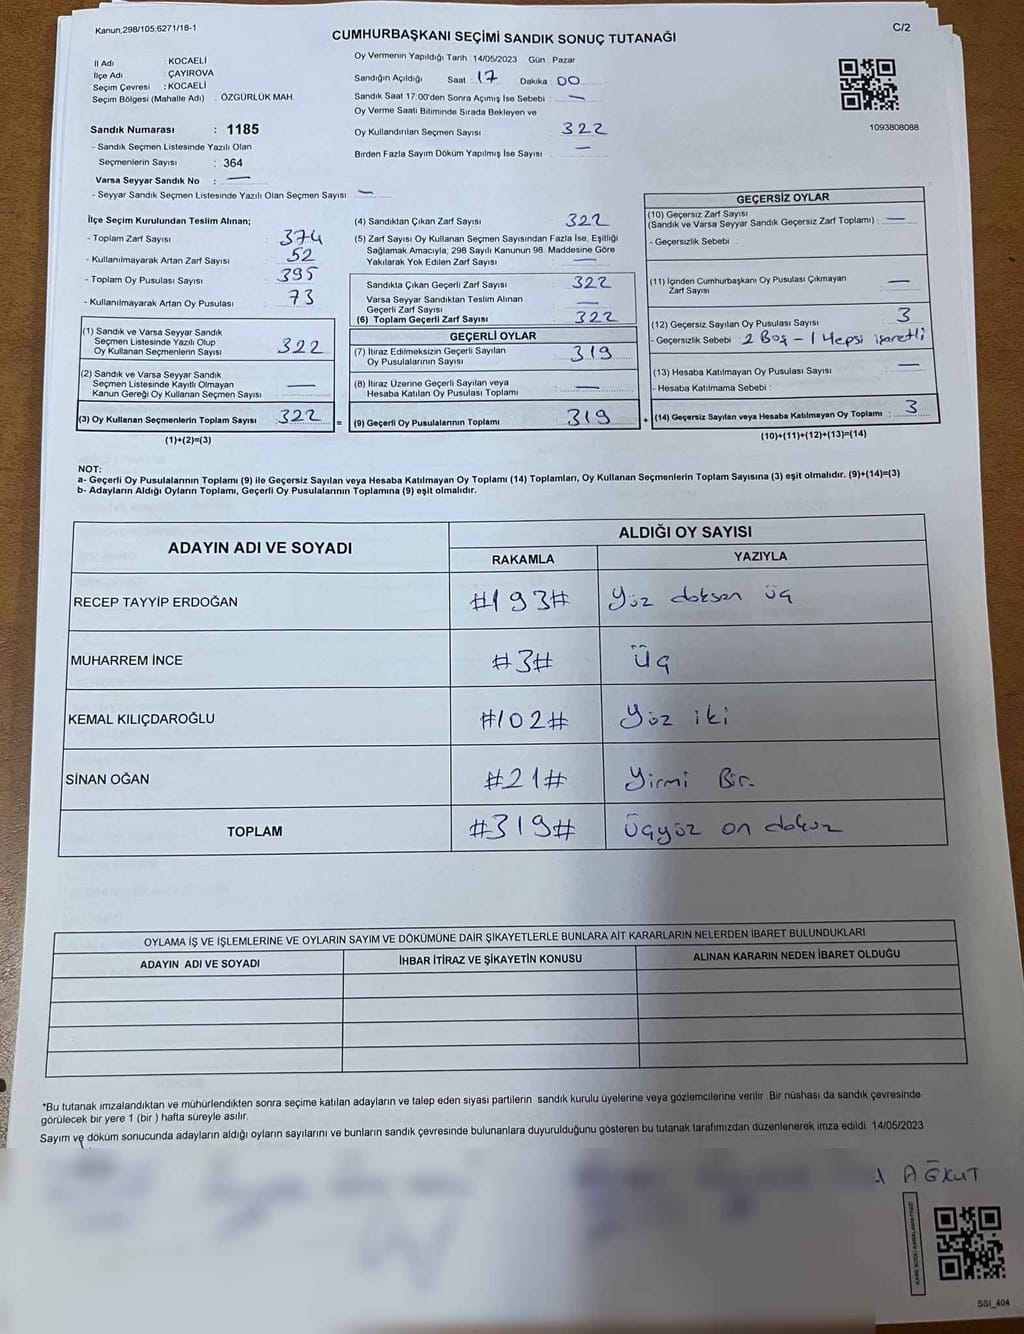 Kanun,298/105,6271/18-1
CUMHURBAŞKANI SEÇİMİ SANDIK SONUÇ TUTANAĞI
C/2
İl Adı : KOCAELİ
İlçe Adı : ÇAYIROVA
Seçim Çevresi : KOCAELİ
Seçim Bölgesi (Mahalle Adı) : ÖZGÜRLÜK MAH.
Sandık Numarası : 1185
- Sandık Seçmen Listesinde Yazılı Olan
Seçmenlerin Sayısı : 364
Varsa Seyyar Sandık No : —
- Seyyar Sandık Seçmen Listesinde Yazılı Olan Seçmen Sayısı: —
Oy Vermenin Yapıldığı Tarih : 14/05/2023 Gün : Pazar
Sandığın Açıldığı Saat : 17 Dakika : 00
Sandık Saat 17:00'den Sonra Açımış İse Sebebi : —
Oy Verme Saati Bitiminde Sırada Bekleyen ve
Oy Kullandırılan Seçmen Sayısı : 322
Birden Fazla Sayım Döküm Yapılmış İse Sayısı : —
1093808088
İlçe Seçim Kurulundan Teslim Alınan;
- Toplam Zarf Sayısı : 374
- Kullanılmayarak Artan Zarf Sayısı : 52
- Toplam Oy Pusulası Sayısı : 395
- Kullanılmayarak Artan Oy Pusulası : 73
(1) Sandık ve Varsa Seyyar Sandık
Seçmen Listesinde Yazılı Olup
Oy Kullanan Seçmenlerin Sayısı : 322
(2) Sandık ve Varsa Seyyar Sandık
Seçmen Listesinde Kayıtlı Olmayan
Kanun Gereği Oy Kullanan Seçmen Sayısı : —
(3) Oy Kullanan Seçmenlerin Toplam Sayısı : 322
(1)+(2)=(3)
(4) Sandıktan Çıkan Zarf Sayısı : 322
(5) Zarf Sayısı Oy Kullanan Seçmen Sayısından Fazla İse, Eşitliği
Sağlamak Amacıyla, 298 Sayılı Kanunun 98. Maddesine Göre
Yakılarak Yok Edilen Zarf Sayısı : —
Sandıkta Çıkan Geçerli Zarf Sayısı : 322
Varsa Seyyar Sandıktan Teslim Alınan
Geçerli Zarf Sayısı : —
(6) Toplam Geçerli Zarf Sayısı : 322
GEÇERLİ OYLAR
(7) İtiraz Edilmeksizin Geçerli Sayılan
Oy Pusulalarının Sayısı : 319
(8) İtiraz Üzerine Geçerli Sayılan veya
Hesaba Katılan Oy Pusulası Toplamı : —
= (9) Geçerli Oy Pusulalarının Toplamı : 319
GEÇERSİZ OYLAR
(10) Geçersiz Zarf Sayısı
(Sandık ve Varsa Seyyar Sandık Geçersiz Zarf Toplamı) : —
- Geçersizlik Sebebi :
(11) İçinden Cumhurbaşkanı Oy Pusulası Çıkmayan
Zarf Sayısı : —
(12) Geçersiz Sayılan Oy Pusulası Sayısı : 3
- Geçersizlik Sebebi : 2 Boş - 1 Hepsi işaretli
(13) Hesaba Katılmayan Oy Pusulası Sayısı : —
- Hesaba Katılmama Sebebi :
+ (14) Geçersiz Sayılan veya Hesaba Katılmayan Oy Toplamı : 3
(10)+(11)+(12)+(13)=(14)
NOT:
a- Geçerli Oy Pusulalarının Toplamı (9) ile Geçersiz Sayılan veya Hesaba Katılmayan Oy Toplamı (14) Toplamları, Oy Kullanan Seçmenlerin Toplam Sayısına (3) eşit olmalıdır. (9)+(14)=(3)
b- Adayların Aldığı Oyların Toplamı, Geçerli Oy Pusulalarının Toplamına (9) eşit olmalıdır.
ADAYIN ADI VE SOYADI
ALDIĞI OY SAYISI
RAKAMLA YAZIYLA
RECEP TAYYİP ERDOĞAN #193# Yüz doksan üç
MUHARREM İNCE #3# Üç
KEMAL KILIÇDAROĞLU #102# Yüz iki
SİNAN OĞAN #21# Yirmi Bir.
TOPLAM #319# Üçyüz on dokuz
OYLAMA İŞ VE İŞLEMLERİNE VE OYLARIN SAYIM VE DÖKÜMÜNE DAİR ŞİKAYETLERLE BUNLARA AİT KARARLARIN NELERDEN İBARET BULUNDUKLARI
ADAYIN ADI VE SOYADI İHBAR İTİRAZ VE ŞİKAYETİN KONUSU ALINAN KARARIN NEDEN İBARET OLDUĞU
*Bu tutanak imzalandıktan ve mühürlendikten sonra seçime katılan adayların ve talep eden siyasi partilerin sandık kurulu üyelerine veya gözlemcilerine verilir. Bir nüshası da sandık çevresinde
görülecek bir yere 1 (bir ) hafta süreyle asılır.
Sayım ve döküm sonucunda adayların aldığı oyların sayılarını ve bunların sandık çevresinde bulunanlara duyurulduğunu gösteren bu tutanak tarafımızdan düzenlenerek imza edildi. 14/05/2023
AĞKUT
SSI_404